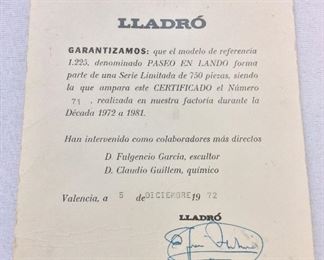 LLADRÓ
GARANTIZAMOS: que el modelo de referencia
1.225, denominado PASEO EN LANDO forma
parte de una Serie Limitada de 750 piezas, siendo
la que ampara este CERTIFICADO el Número
71 , realizada en nuestra factoría durante la
Década 1972 a 1981.
Han intervenido como colaboradores más directos
D. Fulgencio García, escultor
D. Claudio Guillem, químico
Valencia, a 5 de DICIEMBRE 19 72
LLADRÓ